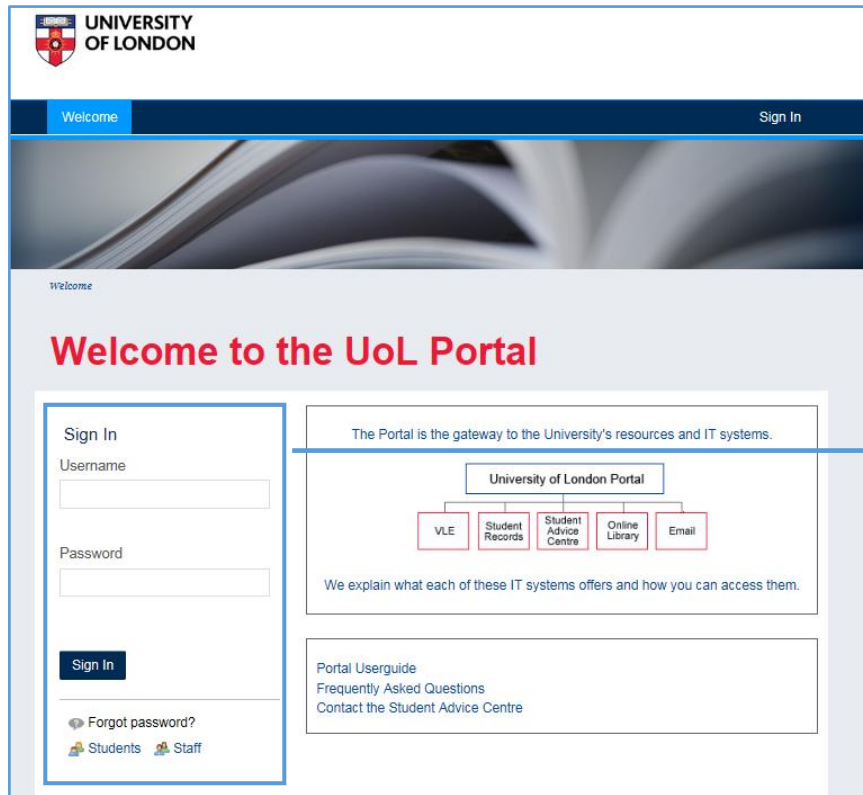 UNIVERSITY
OF LONDON
Welcome
Sign In
Welcome
Welcome to the UoL Portal
Sign In
Username
Password
Sign In
Forgot password?
Students Staff
The Portal is the gateway to the University's resources and IT systems.
University of London Portal
VLE
Student
Records
Student
Advice
Centre
Online
Library
Email
We explain what each of these IT systems offers and how you can access them.
Portal Userguide
Frequently Asked Questions
Contact the Student Advice Centre